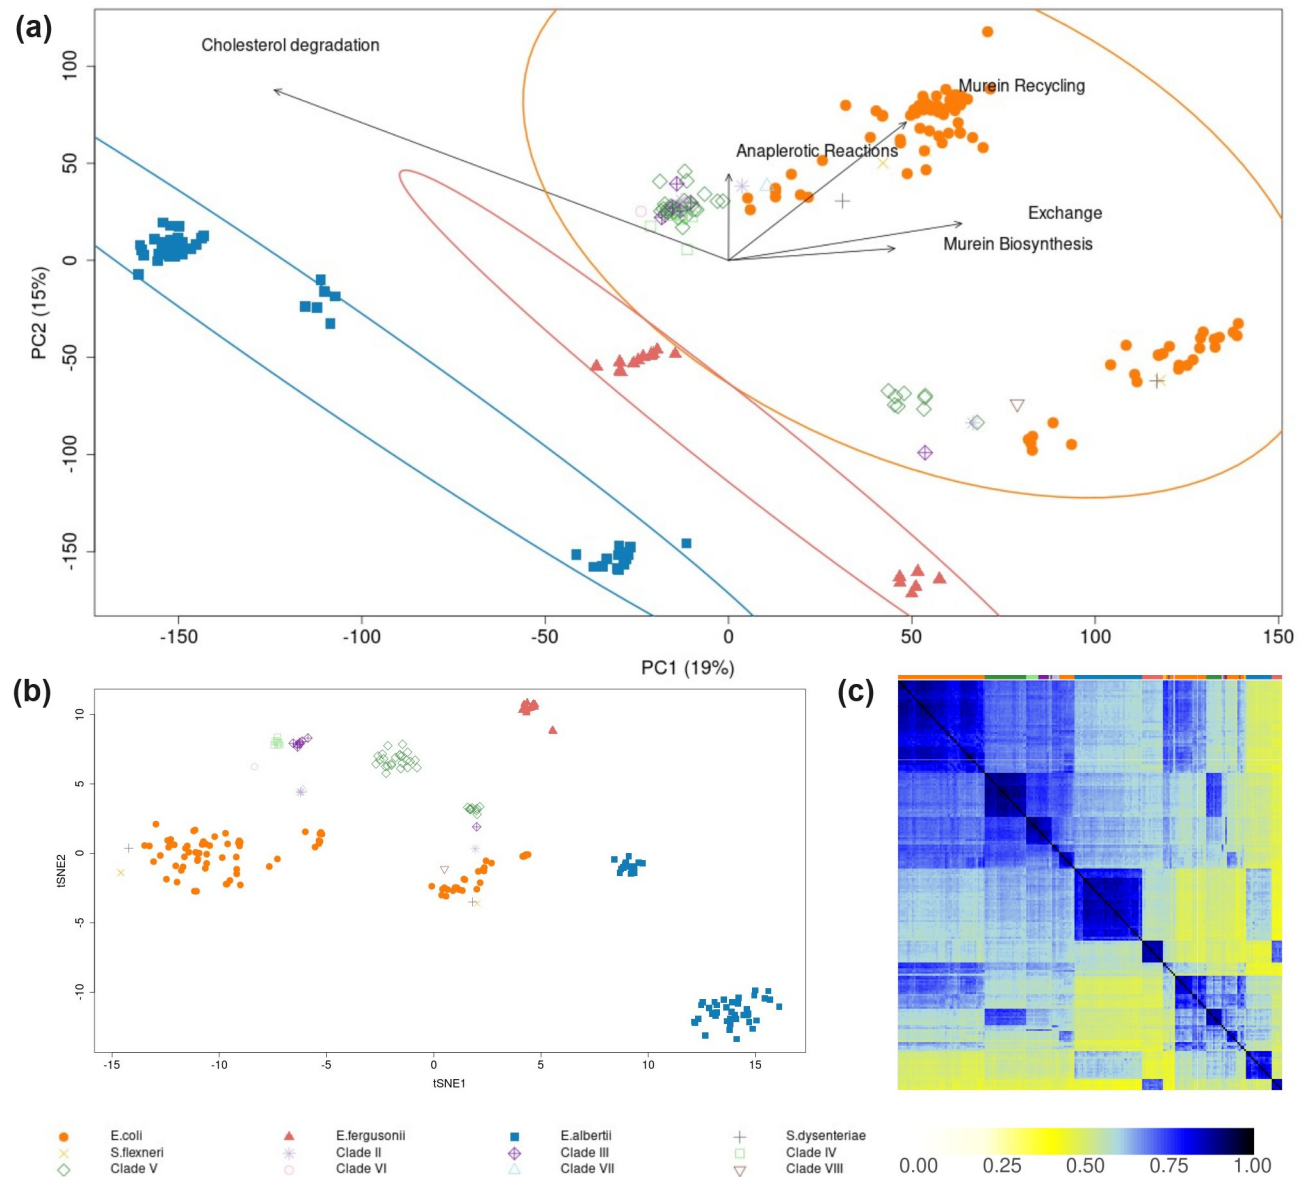 (a)
Cholesterol degradation
Murein Recycling
Anaplerotic Reactions
Exchange
Murein Biosynthesis
PC2 (15%)
100
50
0
-50
-100
-150
-150 -100 -50 0 50 100 150
PC1 (19%)
(b)
tSNE2
10
5
0
-5
-10
-15 -10 -5 0 5 10 15
tSNE1
(c)
E.coli E.fergusonii E.albertii S.dysenteriae
S.flexneri Clade II Clade III Clade IV
Clade V Clade VI Clade VII Clade VIII
0.00 0.25 0.50 0.75 1.00